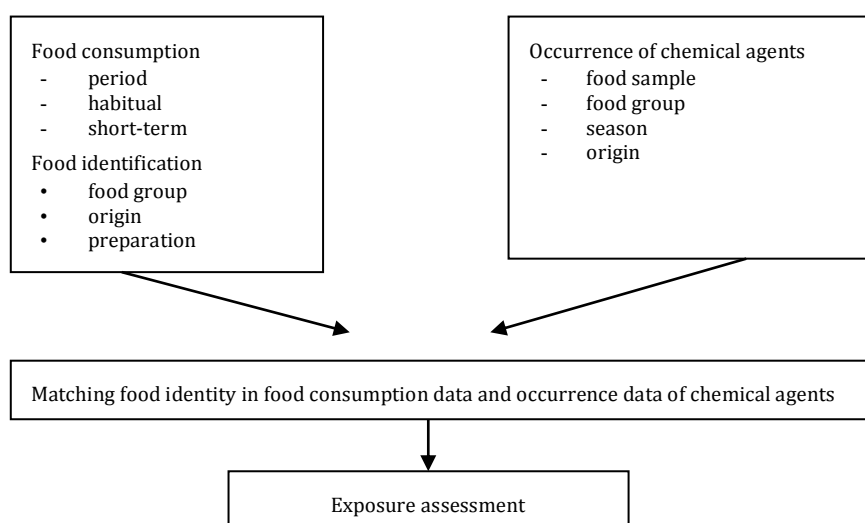 Food consumption
- period
- habitual
- short-term
Food identification
• food group
• origin
• preparation
Occurrence of chemical agents
- food sample
- food group
- season
- origin
Matching food identity in food consumption data and occurrence data of chemical agents
Exposure assessment